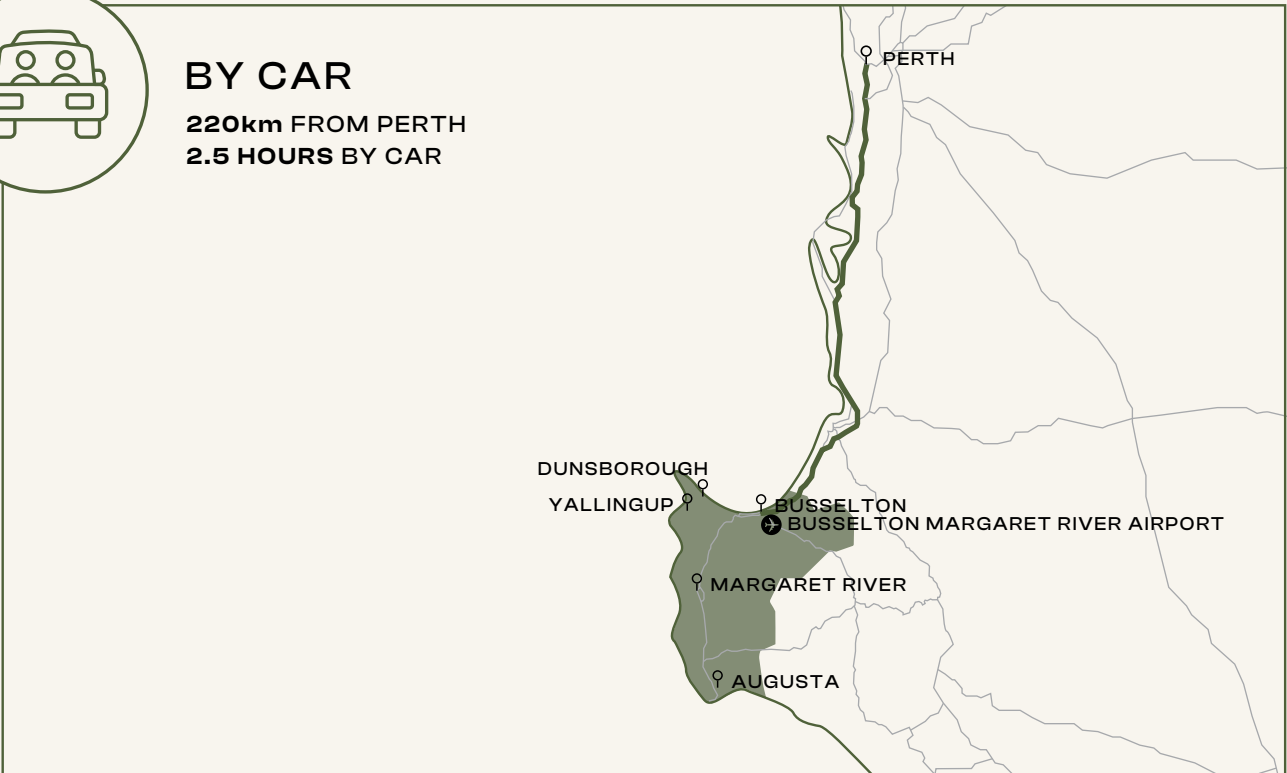 BY CAR
220km FROM PERTH
2.5 HOURS BY CAR
PERTH
DUNSBOROUGH
YALLINGUP
BUSSELTON
BUSSELTON MARGARET RIVER AIRPORT
MARGARET RIVER
AUGUSTA